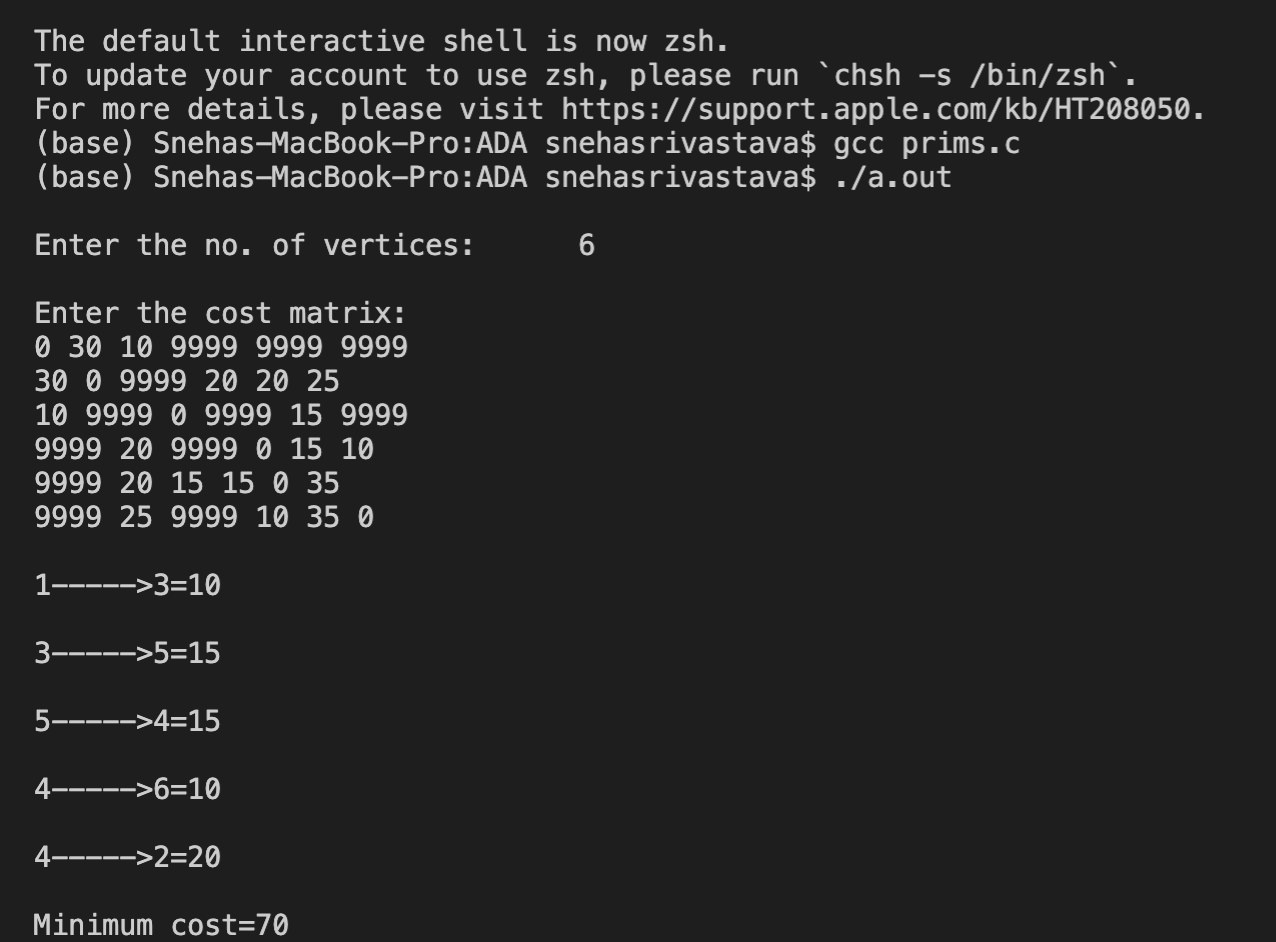 The default interactive shell is now zsh.
To update your account to use zsh, please run `chsh -s /bin/zsh`.
For more details, please visit https://support.apple.com/kb/HT208050.
(base) Snehas-MacBook-Pro:ADA snehasrivastava$ gcc prims.c
(base) Snehas-MacBook-Pro:ADA snehasrivastava$ ./a.out
Enter the no. of vertices:      6
Enter the cost matrix:
0 30 10 9999 9999 9999
30 0 9999 20 20 25
10 9999 0 9999 15 9999
9999 20 9999 0 15 10
9999 20 15 15 0 35
9999 25 9999 10 35 0
1----->3=10
3----->5=15
5----->4=15
4----->6=10
4----->2=20
Minimum cost=70